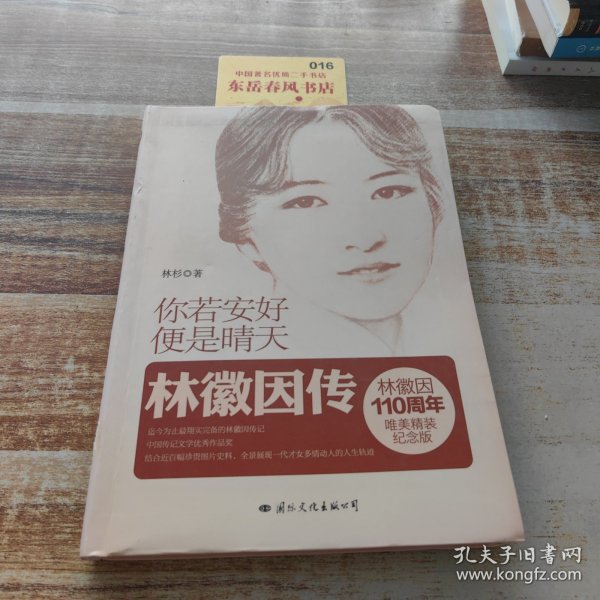 016
中国著名优质二手书店
东岳春风书店
林杉◎著
你若安好
便是晴天
林徽因传
林徽因
110周年
唯美精装
纪念版
迄今为止最翔实完备的林徽因传记
中国传记文学优秀作品奖
结合近百幅珍贵图片史料，全景展现一代才女多情动人的人生轨迹
国际文化出版公司
孔夫子旧书网
www.kongfz.com